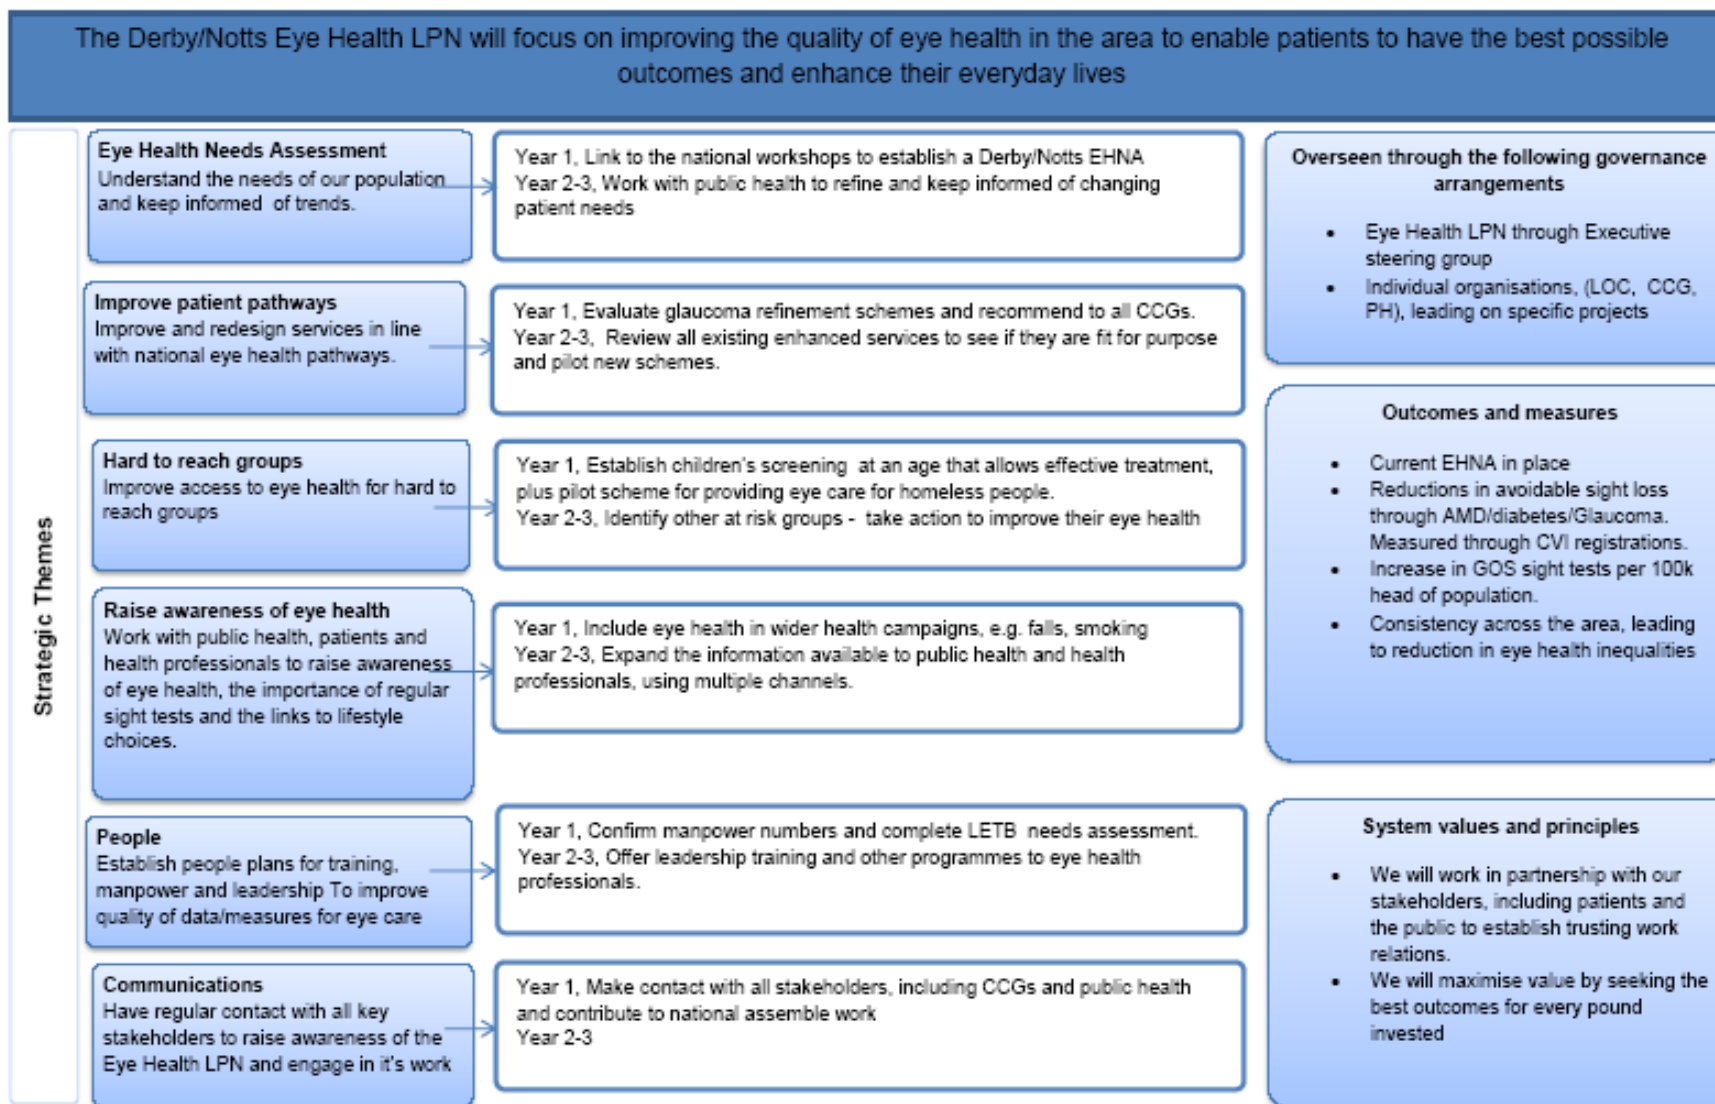 The Derby/Notts Eye Health LPN will focus on improving the quality of eye health in the area to enable patients to have the best possible
outcomes and enhance their everyday lives
Strategic Themes
Eye Health Needs Assessment
Understand the needs of our population
and keep informed of trends.
Year 1, Link to the national workshops to establish a Derby/Notts EHNA
Year 2-3, Work with public health to refine and keep informed of changing
patient needs
Improve patient pathways
Improve and redesign services in line
with national eye health pathways.
Year 1, Evaluate glaucoma refinement schemes and recommend to all CCGs.
Year 2-3, Review all existing enhanced services to see if they are fit for purpose
and pilot new schemes.
Hard to reach groups
Improve access to eye health for hard to
reach groups
Year 1, Establish children's screening at an age that allows effective treatment,
plus pilot scheme for providing eye care for homeless people.
Year 2-3, Identify other at risk groups - take action to improve their eye health
Raise awareness of eye health
Work with public health, patients and
health professionals to raise awareness
of eye health, the importance of regular
sight tests and the links to lifestyle
choices.
Year 1, Include eye health in wider health campaigns, e.g. falls, smoking
Year 2-3, Expand the information available to public health and health
professionals, using multiple channels.
People
Establish people plans for training,
manpower and leadership To improve
quality of data/measures for eye care
Year 1, Confirm manpower numbers and complete LETB needs assessment.
Year 2-3, Offer leadership training and other programmes to eye health
professionals.
Communications
Have regular contact with all key
stakeholders to raise awareness of the
Eye Health LPN and engage in it's work
Year 1, Make contact with all stakeholders, including CCGs and public health
and contribute to national assemble work
Year 2-3
Overseen through the following governance
arrangements
• Eye Health LPN through Executive
steering group
• Individual organisations, (LOC, CCG,
PH), leading on specific projects
Outcomes and measures
• Current EHNA in place
• Reductions in avoidable sight loss
through AMD/diabetes/Glaucoma.
Measured through CVI registrations.
• Increase in GOS sight tests per 100k
head of population.
• Consistency across the area, leading
to reduction in eye health inequalities
System values and principles
• We will work in partnership with our
stakeholders, including patients and
the public to establish trusting work
relations.
• We will maximise value by seeking the
best outcomes for every pound
invested